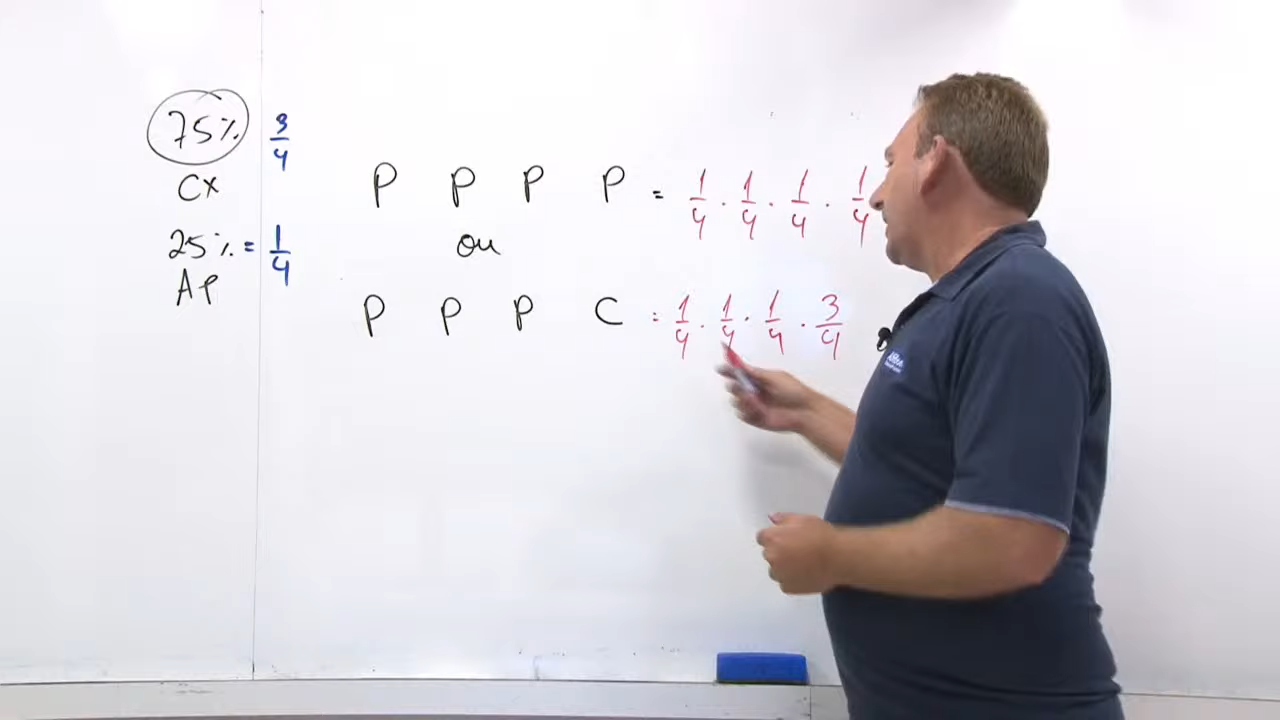 75% 3/4
CX
25% = 1/4
AP
P P P P = 1/4 · 1/4 · 1/4 · 1/4
ou
P P P C = 1/4 · 1/4 · 1/4 · 3/4